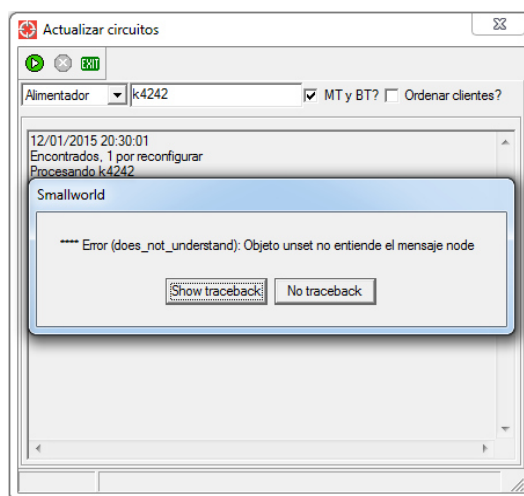 Actualizar circuitos
EXIT
Alimentador k4242 MT y BT? Ordenar clientes?
12/01/2015 20:30:01
Encontrados, 1 por reconfigurar
Procesando k4242
Smallworld
**** Error (does_not_understand): Objeto unset no entiende el mensaje node
Show traceback No traceback